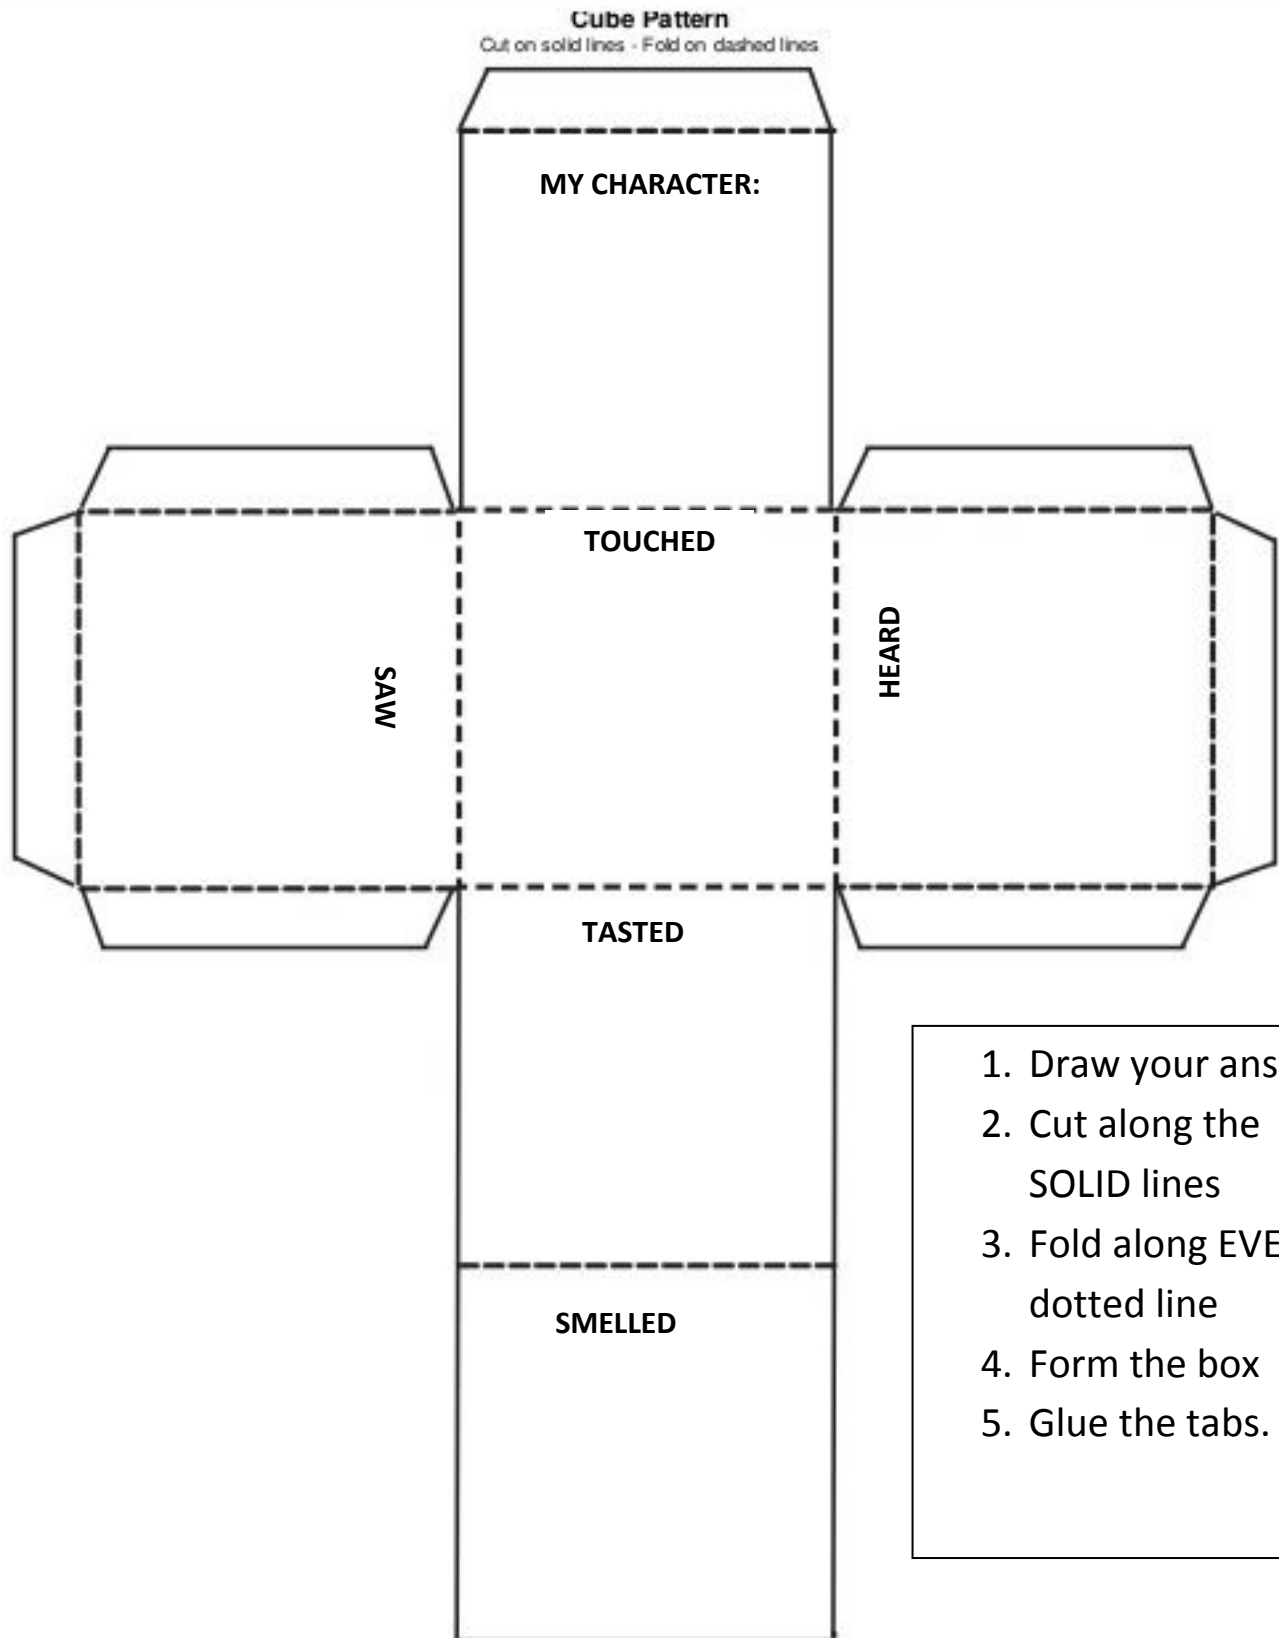 Cube Pattern
Cut on solid lines - Fold on dashed lines
MY CHARACTER:
TOUCHED
SAW
HEARD
TASTED
SMELLED
1. Draw your ans
2. Cut along the
SOLID lines
3. Fold along EVE
dotted line
4. Form the box
5. Glue the tabs.